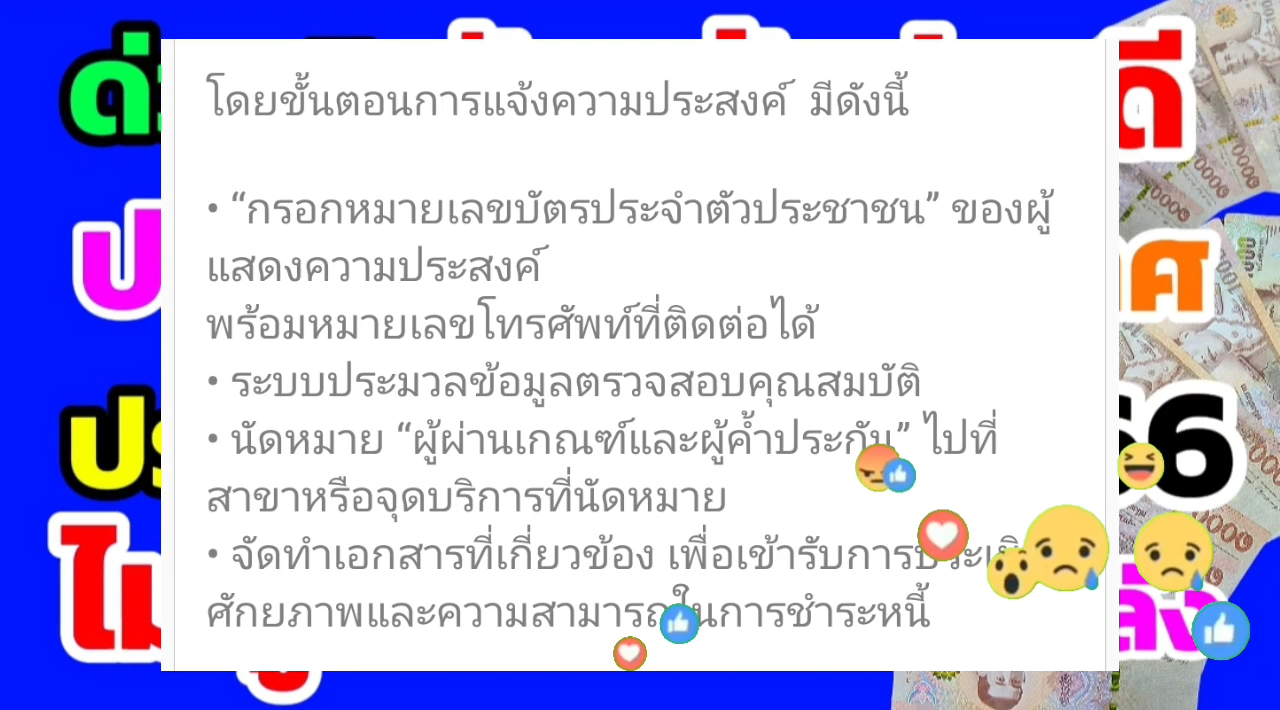 โดยขั้นตอนการแจ้งความประสงค์ มีดังนี้
• “กรอกหมายเลขบัตรประจำตัวประชาชน” ของผู้
แสดงความประสงค์
พร้อมหมายเลขโทรศัพท์ที่ติดต่อได้
• ระบบประมวลข้อมูลตรวจสอบคุณสมบัติ
• นัดหมาย “ผู้ผ่านเกณฑ์และผู้ค้ำประกัน” ไปที่
สาขาหรือจุดบริการที่นัดหมาย
• จัดทำเอกสารที่เกี่ยวข้อง เพื่อเข้ารับการประเมิน
ศักยภาพและความสามารถในการชำระหนี้